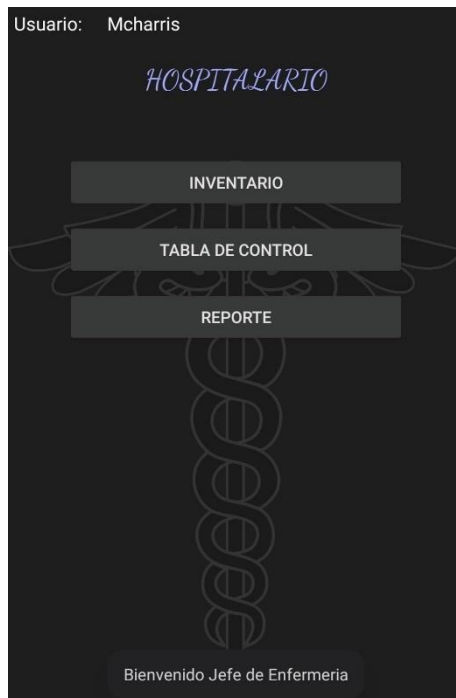 Usuario: Mcharris
HOSPITALARIO
INVENTARIO
TABLA DE CONTROL
REPORTE
Bienvenido Jefe de Enfermeria